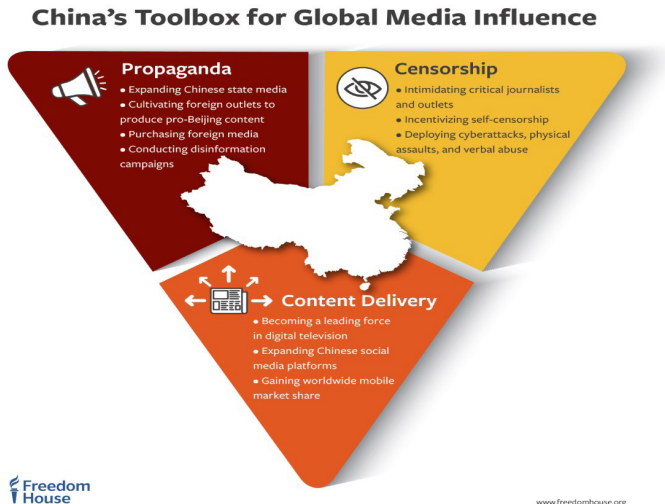 China's Toolbox for Global Media Influence
Propaganda
• Expanding Chinese state media
• Cultivating foreign outlets to
produce pro-Beijing content
• Purchasing foreign media
• Conducting disinformation
campaigns
Censorship
• Intimidating critical journalists
and outlets
• Incentivizing self-censorship
• Deploying cyberattacks, physical
assaults, and verbal abuse
Content Delivery
• Becoming a leading force
in digital television
• Expanding Chinese social
media platforms
• Gaining worldwide mobile
market share
Freedom
House
www.freedomhouse.org